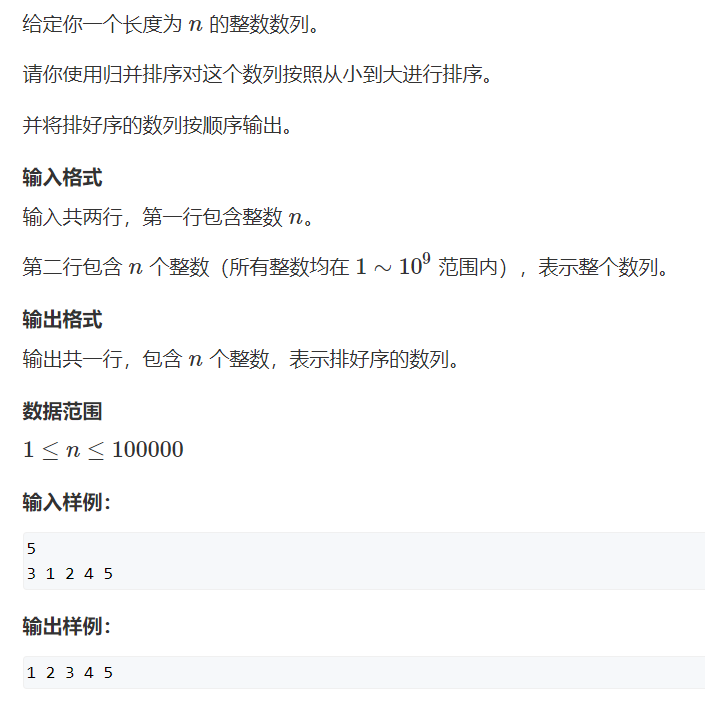 给定你一个长度为 n 的整数数列。
请你使用归并排序对这个数列按照从小到大进行排序。
并将排好序的数列按顺序输出。
输入格式
输入共两行，第一行包含整数 n。
第二行包含 n 个整数（所有整数均在 1 ∼ 10⁹ 范围内），表示整个数列。
输出格式
输出共一行，包含 n 个整数，表示排好序的数列。
数据范围
1 ≤ n ≤ 100000
输入样例：
5
3 1 2 4 5
输出样例：
1 2 3 4 5